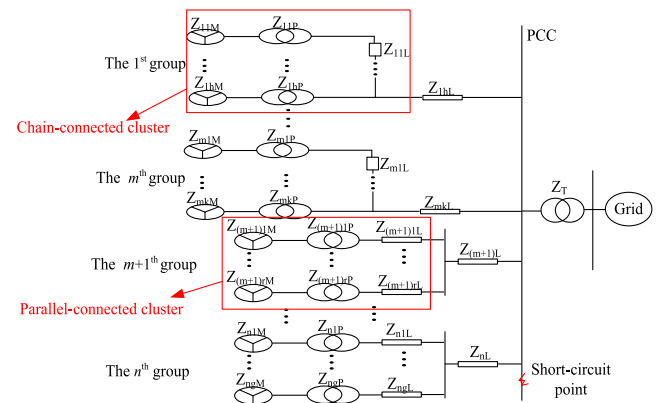 Z11M
Z11P
PCC
Z11L
The 1st group
Z1hM
Z1hP
Z1hL
Chain-connected cluster
Zm1M
Zm1P
Zm1L
The mth group
ZmkM
ZmkP
ZmkL
ZT
Grid
Z(m+1)1M
Z(m+1)1P
Z(m+1)1L
The m+1th group
Z(m+1)L
Z(m+1)rM
Z(m+1)rP
Z(m+1)rL
Parallel-connected cluster
Zn1M
Zn1P
Zn1L
The nth group
ZnL
Short-circuit
point
ZngM
ZngP
ZngL